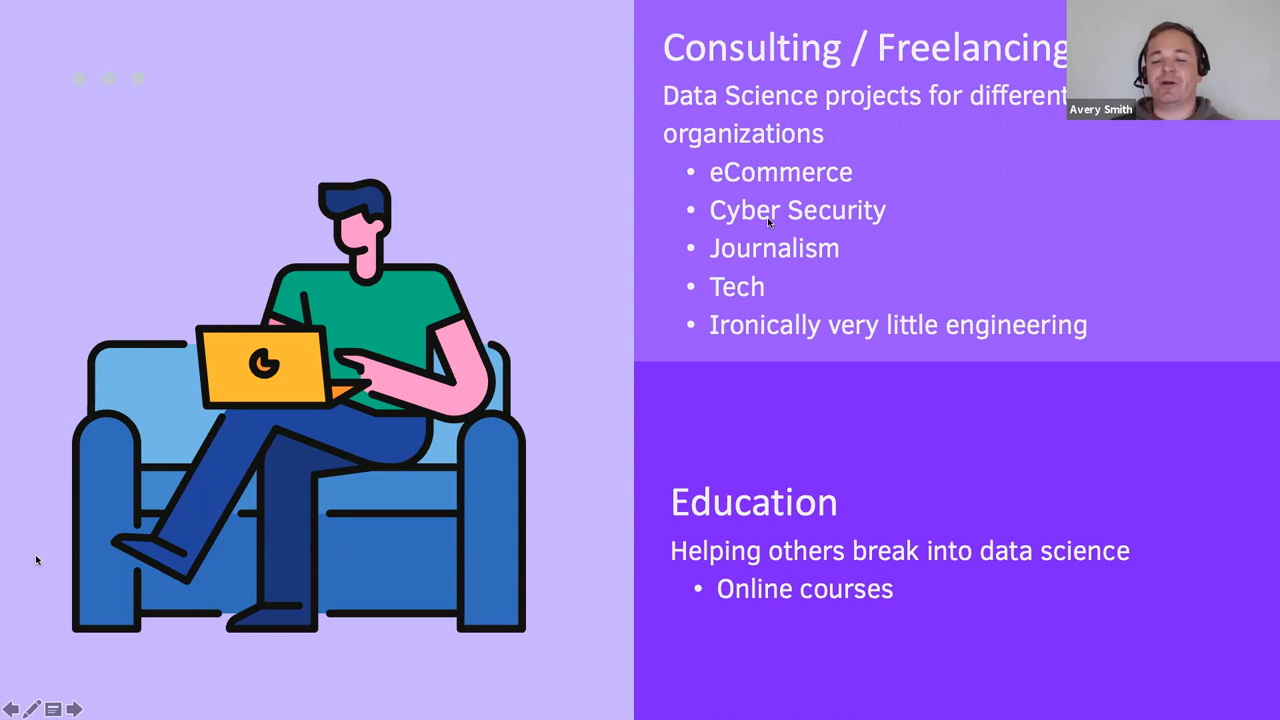 Consulting / Freelancing
Avery Smith
Data Science projects for different
organizations
• eCommerce
• Cyber Security
• Journalism
• Tech
• Ironically very little engineering
Education
Helping others break into data science
• Online courses